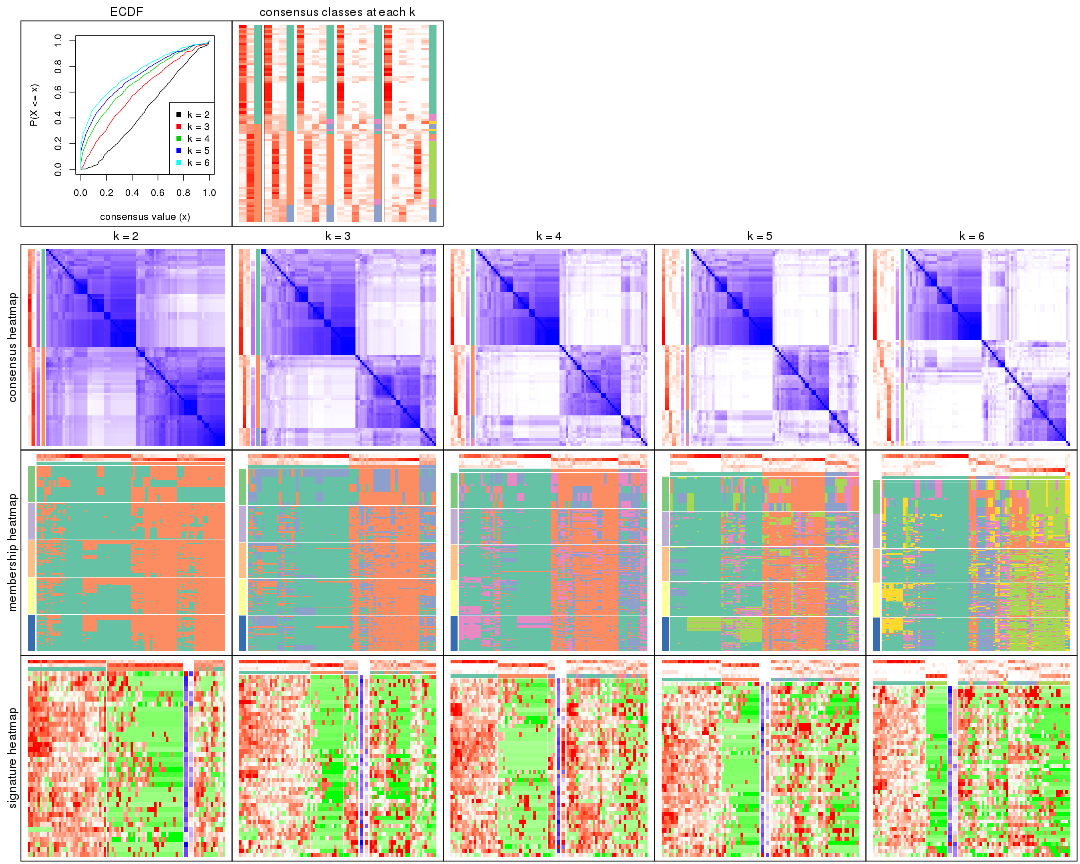 ECDF
consensus classes at each k
P(X <= x)
0.0 0.2 0.4 0.6 0.8 1.0
k = 2
k = 3
k = 4
k = 5
k = 6
0.0 0.2 0.4 0.6 0.8 1.0
consensus value (x)
k = 2 k = 3 k = 4 k = 5 k = 6
consensus heatmap
membership heatmap
signature heatmap